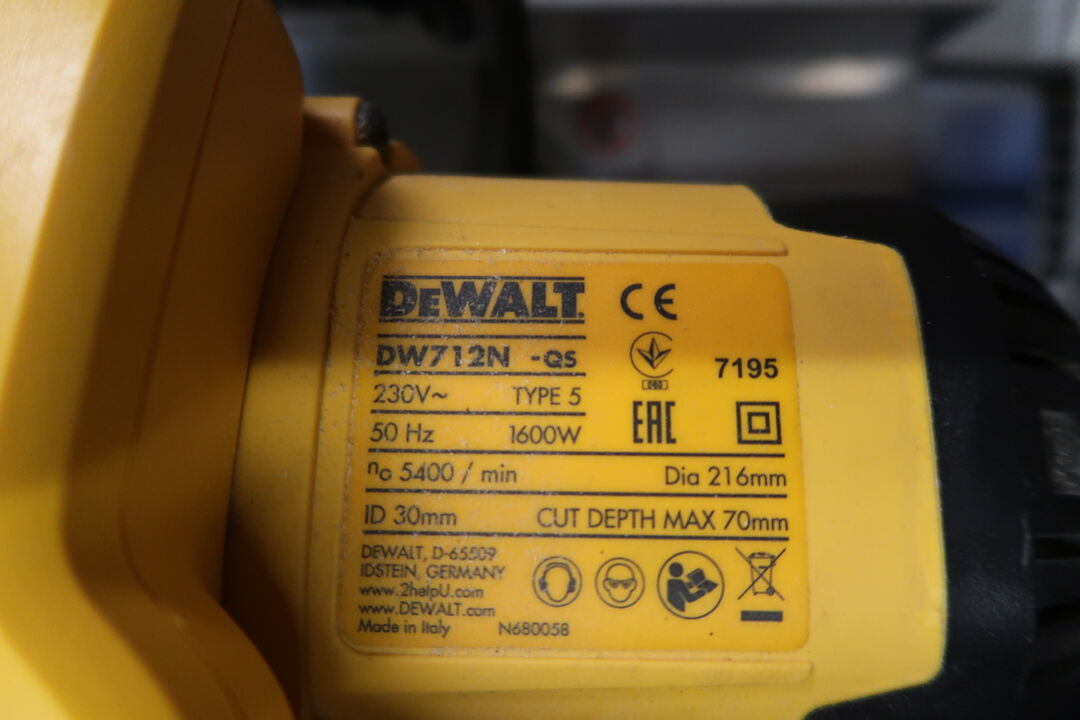 DEWALT
CE
DW712N -QS
7195
230V~ TYPE 5
EAC
50 Hz 1600W
no 5400 / min Dia 216mm
ID 30mm CUT DEPTH MAX 70mm
DEWALT, D-65509
IDSTEIN, GERMANY
www.2helpU.com
www.DEWALT.com
Made in Italy N680058